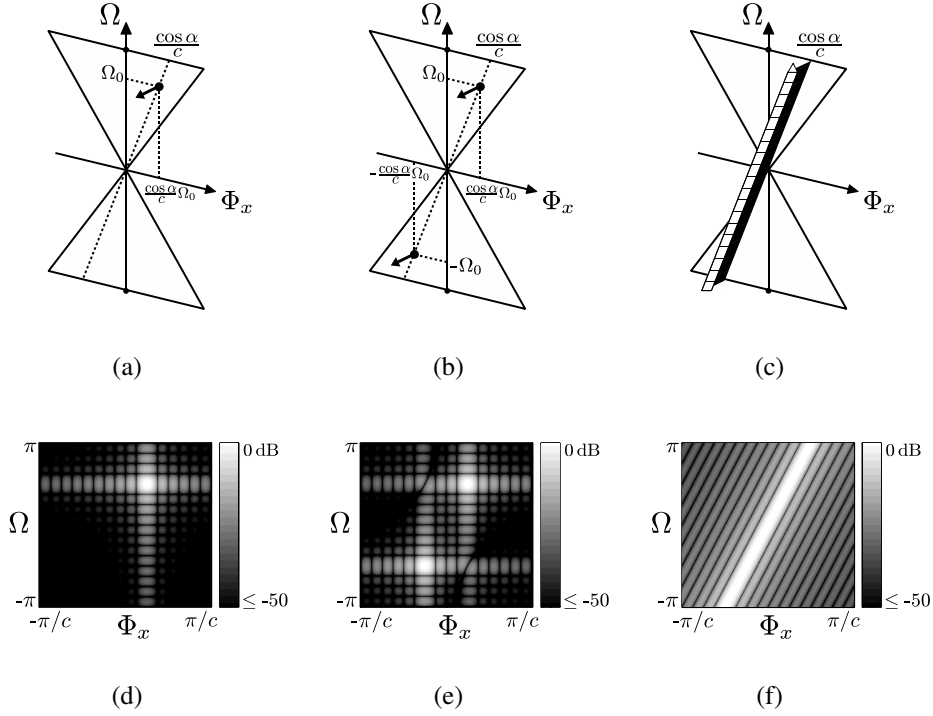 Ω
cos α
c
Ω₀
cos α
c Ω₀
Φₓ
(a)
Ω
cos α
c
Ω₀
-cos α
c Ω₀
cos α
c Ω₀
Φₓ
-Ω₀
(b)
Ω
cos α
c
Φₓ
(c)
π
Ω
-π
-π/c
Φₓ
π/c
0 dB
≤ -50
(d)
π
Ω
-π
-π/c
Φₓ
π/c
0 dB
≤ -50
(e)
π
Ω
-π
-π/c
Φₓ
π/c
0 dB
≤ -50
(f)